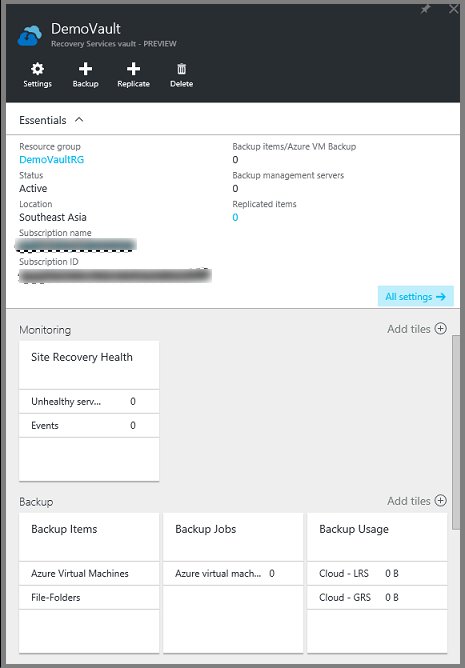 DemoVault
Recovery Services vault - PREVIEW
Settings
Backup
Replicate
Delete
Essentials
Resource group
DemoVaultRG
Status
Active
Location
Southeast Asia
Subscription name
Subscription ID
Backup items/Azure VM Backup
0
Backup management servers
0
Replicated items
0
All settings →
Monitoring
Add tiles
Site Recovery Health
Unhealthy serv... 0
Events 0
Backup
Add tiles
Backup Items
Azure Virtual Machines
File-Folders
Backup Jobs
Azure virtual mach... 0
Backup Usage
Cloud - LRS 0 B
Cloud - GRS 0 B